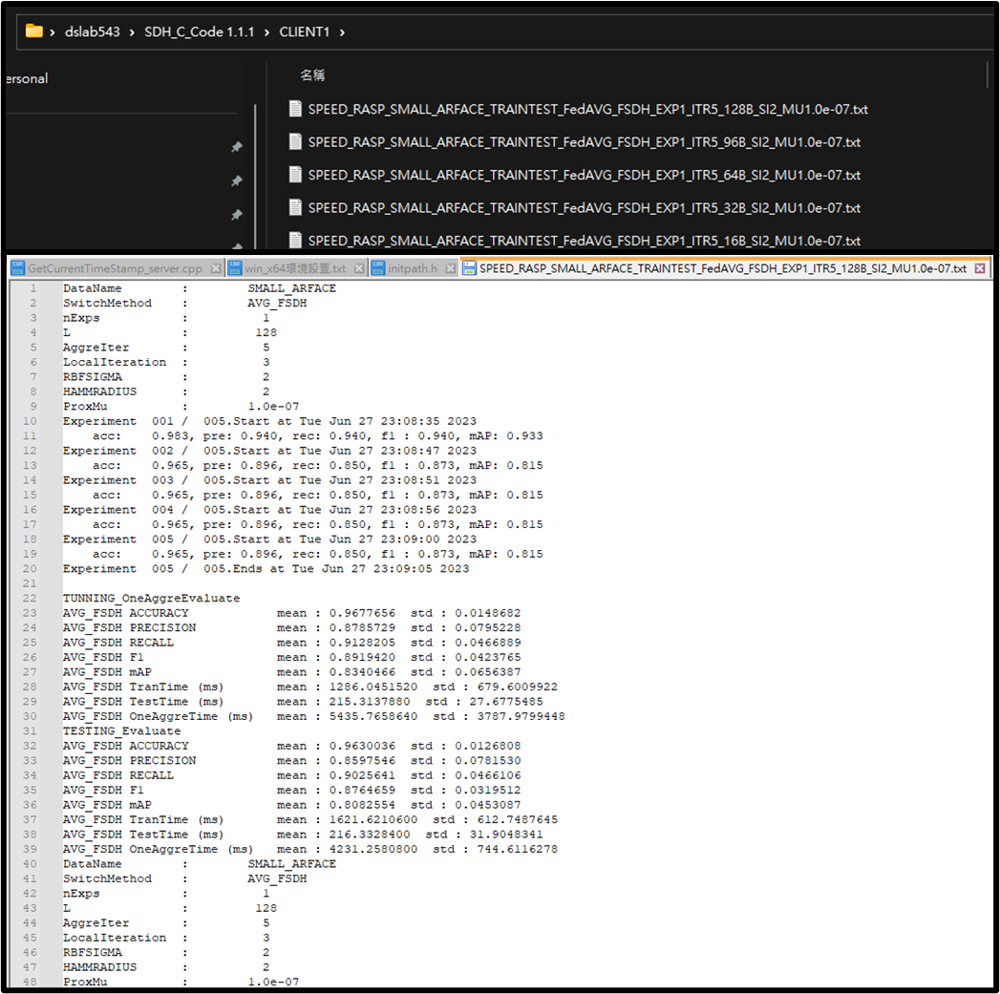 dslab543 › SDH_C_Code 1.1.1 › CLIENT1 ›
ersonal
名稱
SPEED_RASP_SMALL_ARFACE_TRAINTEST_FedAVG_FSDH_EXP1_ITR5_128B_SI2_MU1.0e-07.txt
SPEED_RASP_SMALL_ARFACE_TRAINTEST_FedAVG_FSDH_EXP1_ITR5_96B_SI2_MU1.0e-07.txt
SPEED_RASP_SMALL_ARFACE_TRAINTEST_FedAVG_FSDH_EXP1_ITR5_64B_SI2_MU1.0e-07.txt
SPEED_RASP_SMALL_ARFACE_TRAINTEST_FedAVG_FSDH_EXP1_ITR5_32B_SI2_MU1.0e-07.txt
SPEED_RASP_SMALL_ARFACE_TRAINTEST_FedAVG_FSDH_EXP1_ITR5_16B_SI2_MU1.0e-07.txt
GetCurrentTimeStamp_server.cpp win_x64環境設置.txt initpath.h SPEED_RASP_SMALL_ARFACE_TRAINTEST_FedAVG_FSDH_EXP1_ITR5_128B_SI2_MU1.0e-07.txt
1 DataName : SMALL_ARFACE
2 SwitchMethod : AVG_FSDH
3 nExps : 1
4 L : 128
5 AggreIter : 5
6 LocalIteration : 3
7 RBFSIGMA : 2
8 HAMMRADIUS : 2
9 ProxMu : 1.0e-07
10 Experiment 001 / 005.Start at Tue Jun 27 23:08:35 2023
11 acc: 0.983, pre: 0.940, rec: 0.940, f1 : 0.940, mAP: 0.933
12 Experiment 002 / 005.Start at Tue Jun 27 23:08:47 2023
13 acc: 0.965, pre: 0.896, rec: 0.850, f1 : 0.873, mAP: 0.815
14 Experiment 003 / 005.Start at Tue Jun 27 23:08:51 2023
15 acc: 0.965, pre: 0.896, rec: 0.850, f1 : 0.873, mAP: 0.815
16 Experiment 004 / 005.Start at Tue Jun 27 23:08:56 2023
17 acc: 0.965, pre: 0.896, rec: 0.850, f1 : 0.873, mAP: 0.815
18 Experiment 005 / 005.Start at Tue Jun 27 23:09:00 2023
19 acc: 0.965, pre: 0.896, rec: 0.850, f1 : 0.873, mAP: 0.815
20 Experiment 005 / 005.Ends at Tue Jun 27 23:09:05 2023
21
22 TUNNING_OneAggreEvaluate
23 AVG_FSDH ACCURACY mean : 0.9677656 std : 0.0148682
24 AVG_FSDH PRECISION mean : 0.8785729 std : 0.0795228
25 AVG_FSDH RECALL mean : 0.9128205 std : 0.0466889
26 AVG_FSDH F1 mean : 0.8919420 std : 0.0423765
27 AVG_FSDH mAP mean : 0.8340466 std : 0.0656387
28 AVG_FSDH TranTime (ms) mean : 1286.0451520 std : 679.6009922
29 AVG_FSDH TestTime (ms) mean : 215.3137880 std : 27.6775485
30 AVG_FSDH OneAggreTime (ms) mean : 5435.7658640 std : 3787.9799448
31 TESTING_Evaluate
32 AVG_FSDH ACCURACY mean : 0.9630036 std : 0.0126808
33 AVG_FSDH PRECISION mean : 0.8597546 std : 0.0781530
34 AVG_FSDH RECALL mean : 0.9025641 std : 0.0466106
35 AVG_FSDH F1 mean : 0.8764659 std : 0.0319512
36 AVG_FSDH mAP mean : 0.8082554 std : 0.0453087
37 AVG_FSDH TranTime (ms) mean : 1621.6210600 std : 612.7487645
38 AVG_FSDH TestTime (ms) mean : 216.3328400 std : 31.9048341
39 AVG_FSDH OneAggreTime (ms) mean : 4231.2580800 std : 744.6116278
40 DataName : SMALL_ARFACE
41 SwitchMethod : AVG_FSDH
42 nExps : 1
43 L : 128
44 AggreIter : 5
45 LocalIteration : 3
46 RBFSIGMA : 2
47 HAMMRADIUS : 2
48 ProxMu : 1.0e-07